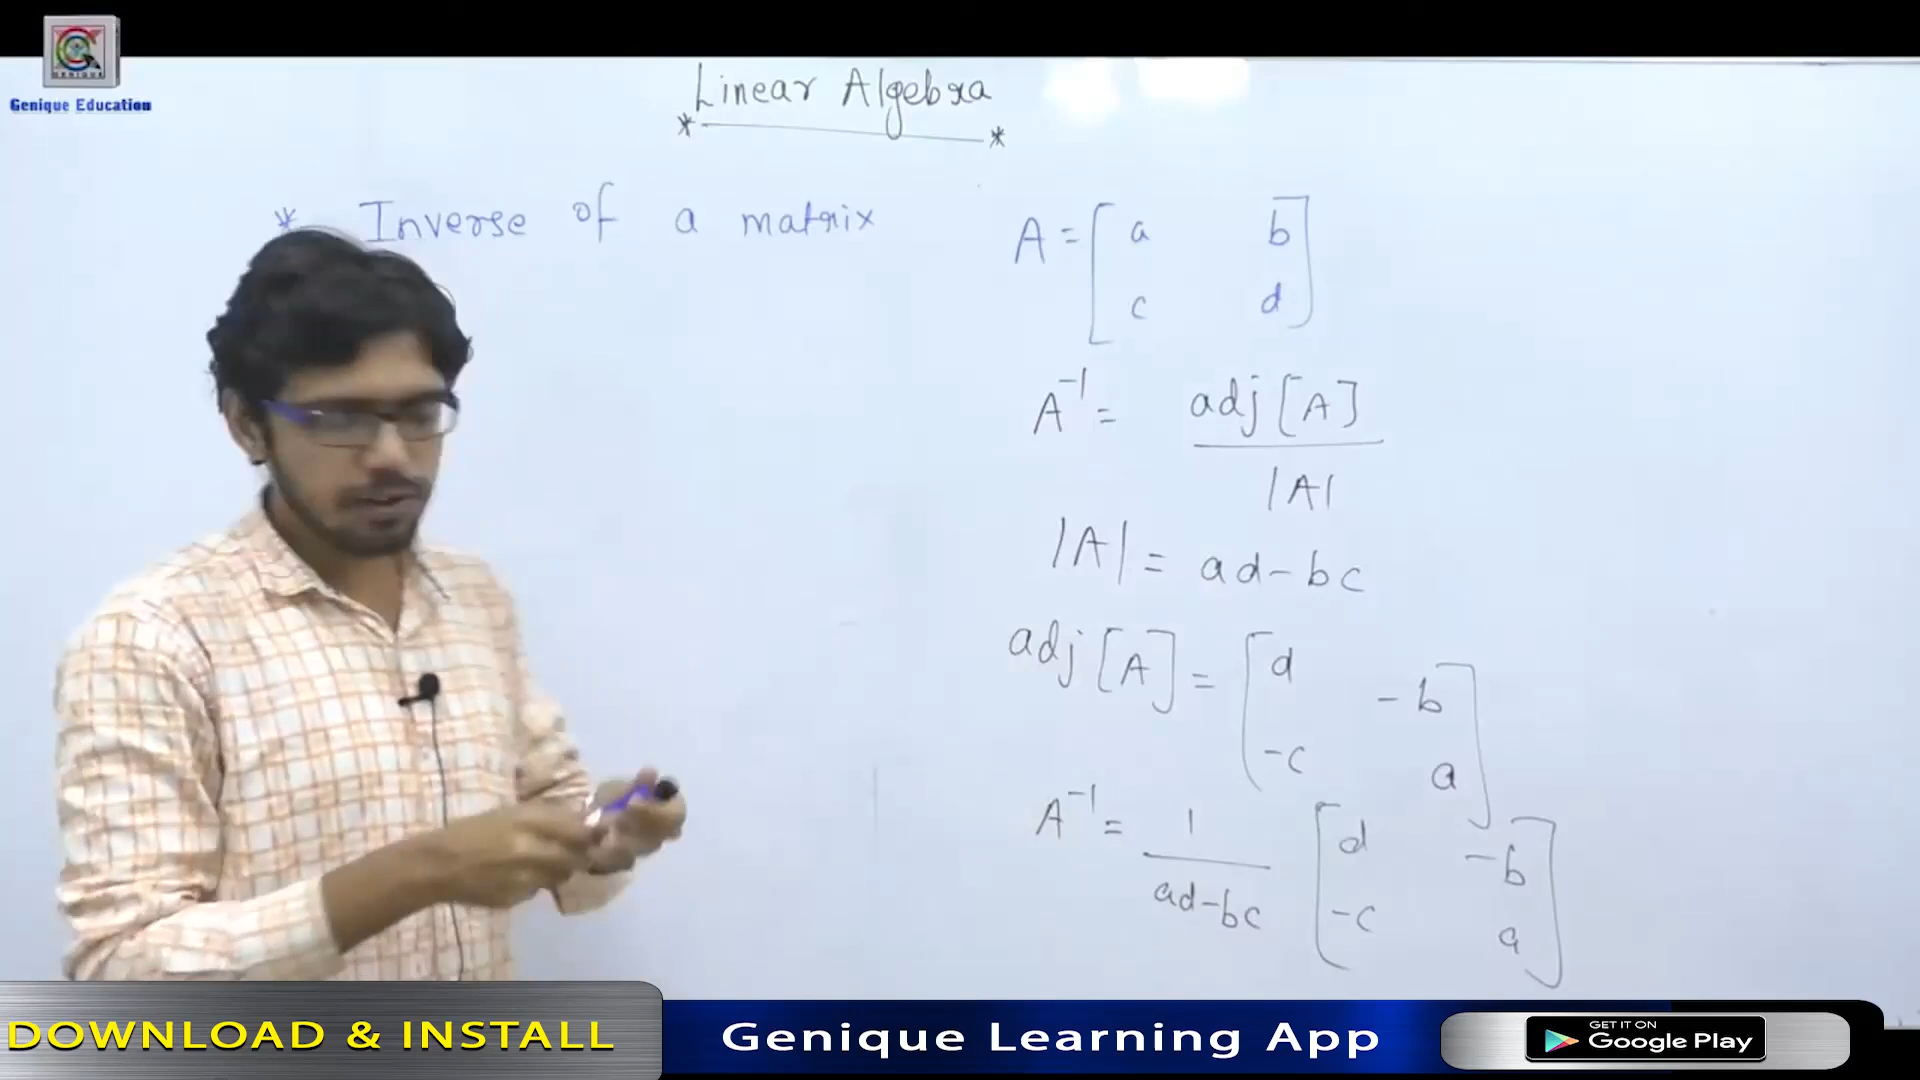 GENIQUE
Genique Education
Linear Algebra
* *
* Inverse of a matrix
A = [ a b
c d ]
A⁻¹ = adj[A]
|A|
|A| = ad-bc
adj[A] = [ d -b
-c a ]
A⁻¹ = 1
ad-bc
[ d -b
-c a ]
DOWNLOAD & INSTALL
Genique Learning App
GET IT ON
Google Play